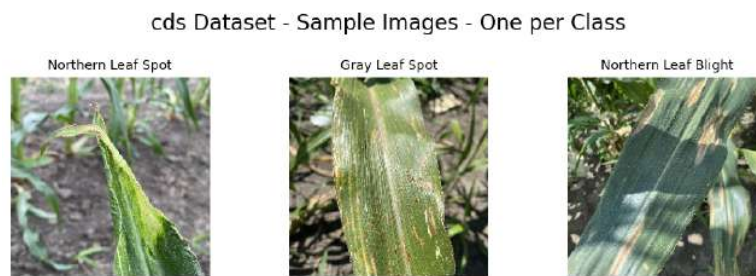 cds Dataset - Sample Images - One per Class
Northern Leaf Spot
Gray Leaf Spot
Northern Leaf Blight